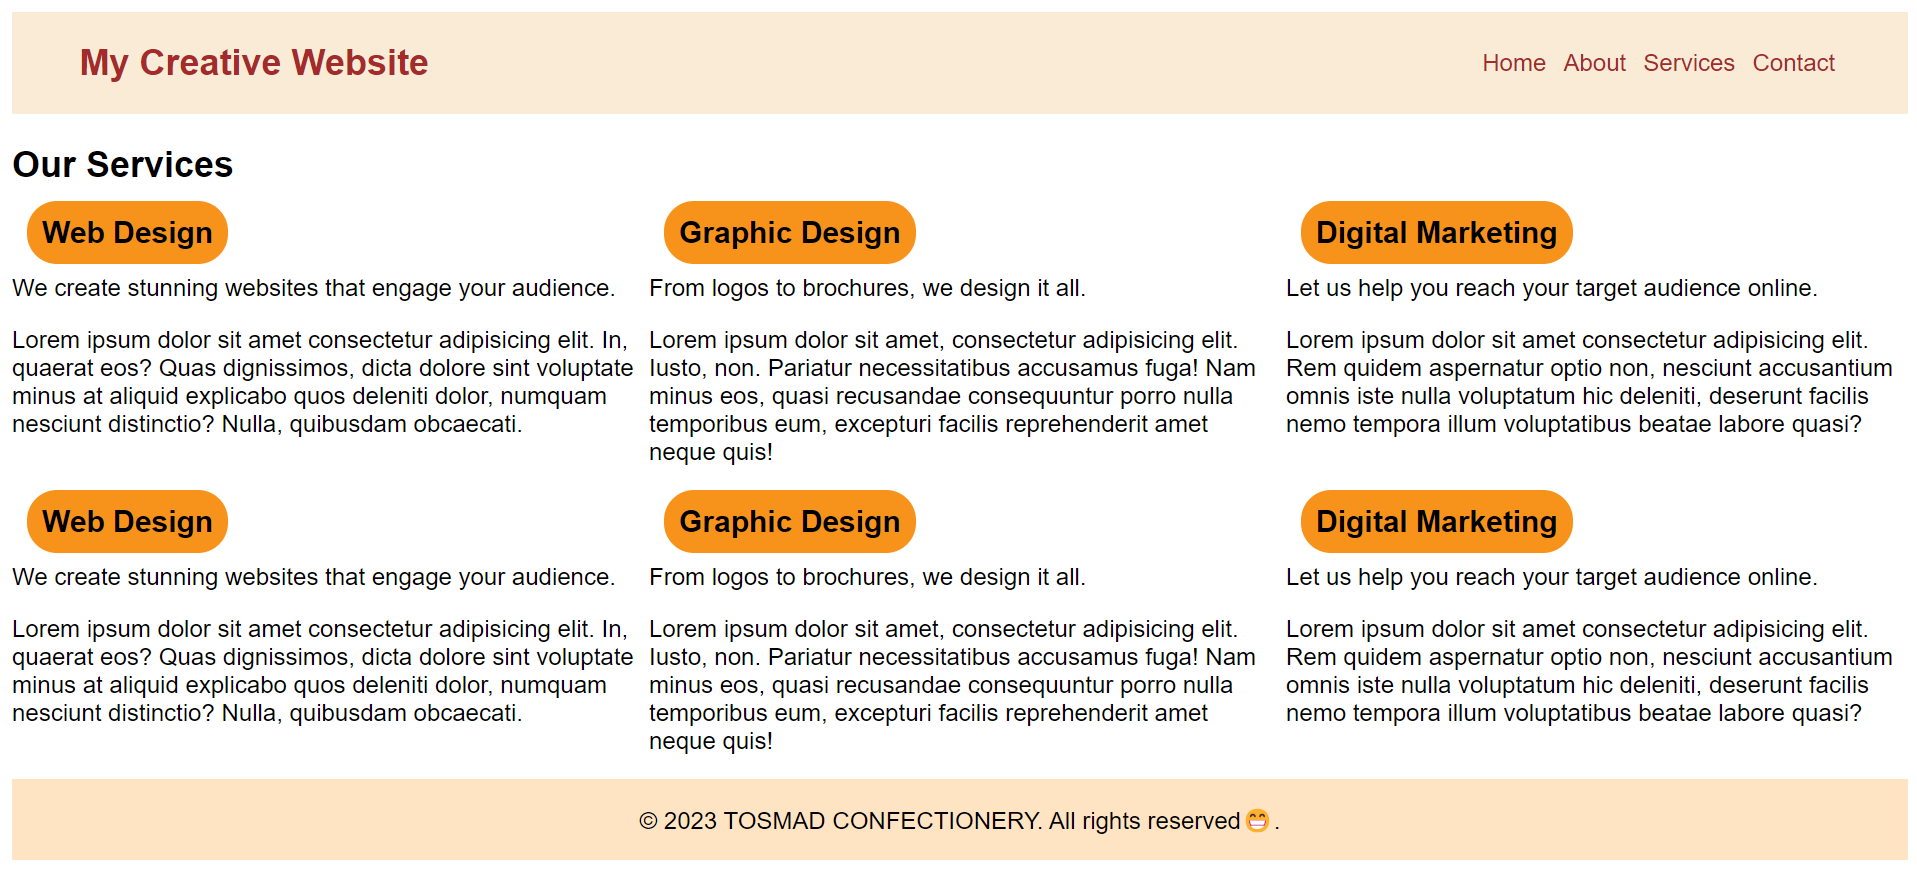 My Creative Website
Home About Services Contact
Our Services
Web Design
We create stunning websites that engage your audience.
Lorem ipsum dolor sit amet consectetur adipisicing elit. In,
quaerat eos? Quas dignissimos, dicta dolore sint voluptate
minus at aliquid explicabo quos deleniti dolor, numquam
nesciunt distinctio? Nulla, quibusdam obcaecati.
Graphic Design
From logos to brochures, we design it all.
Lorem ipsum dolor sit amet, consectetur adipisicing elit.
Iusto, non. Pariatur necessitatibus accusamus fuga! Nam
minus eos, quasi recusandae consequuntur porro nulla
temporibus eum, excepturi facilis reprehenderit amet
neque quis!
Digital Marketing
Let us help you reach your target audience online.
Lorem ipsum dolor sit amet consectetur adipisicing elit.
Rem quidem aspernatur optio non, nesciunt accusantium
omnis iste nulla voluptatum hic deleniti, deserunt facilis
nemo tempora illum voluptatibus beatae labore quasi?
Web Design
We create stunning websites that engage your audience.
Lorem ipsum dolor sit amet consectetur adipisicing elit. In,
quaerat eos? Quas dignissimos, dicta dolore sint voluptate
minus at aliquid explicabo quos deleniti dolor, numquam
nesciunt distinctio? Nulla, quibusdam obcaecati.
Graphic Design
From logos to brochures, we design it all.
Lorem ipsum dolor sit amet, consectetur adipisicing elit.
Iusto, non. Pariatur necessitatibus accusamus fuga! Nam
minus eos, quasi recusandae consequuntur porro nulla
temporibus eum, excepturi facilis reprehenderit amet
neque quis!
Digital Marketing
Let us help you reach your target audience online.
Lorem ipsum dolor sit amet consectetur adipisicing elit.
Rem quidem aspernatur optio non, nesciunt accusantium
omnis iste nulla voluptatum hic deleniti, deserunt facilis
nemo tempora illum voluptatibus beatae labore quasi?
© 2023 TOSMAD CONFECTIONERY. All rights reserved😁.